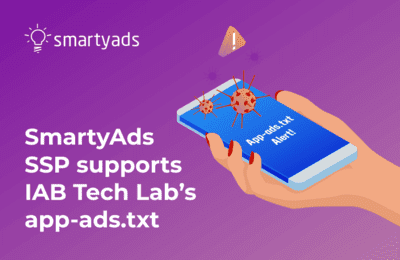 smartyads
!
App-ads.txt
Alert!
SmartyAds
SSP supports
IAB Tech Lab's
app-ads.txt